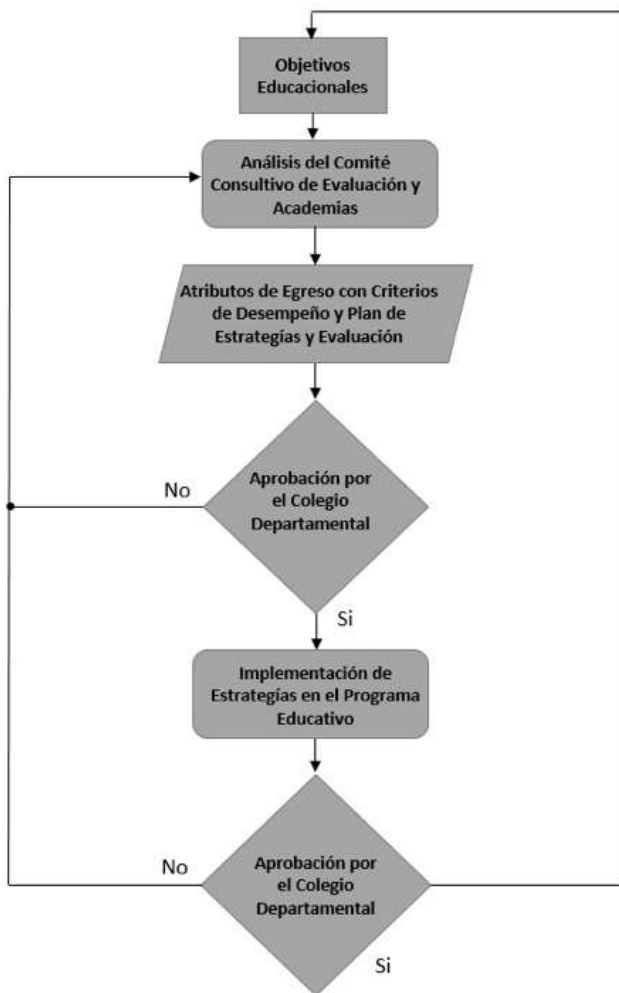 Objetivos
Educacionales
Análisis del Comité
Consultivo de Evaluación y
Academias
Atributos de Egreso con Criterios
de Desempeño y Plan de
Estrategías y Evaluación
No
Aprobación por
el Colegio
Departamental
Si
Implementación de
Estrategías en el Programa
Educativo
No
Aprobación por
el Colegio
Departamental
Si